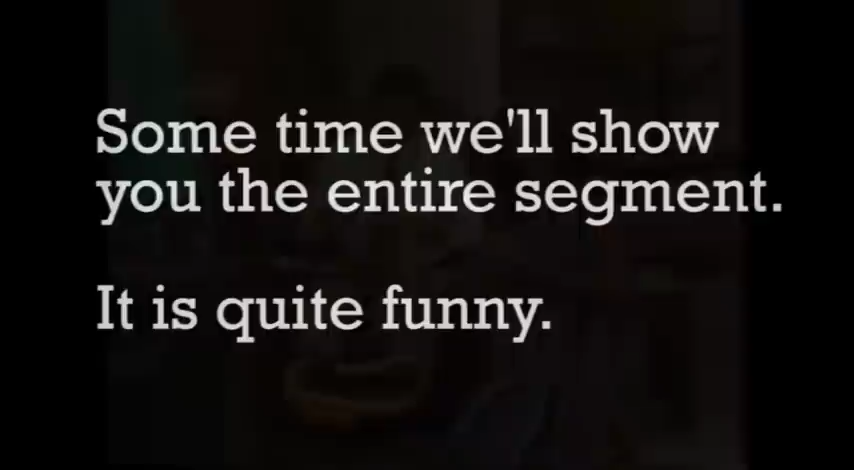 Some time we'll show
you the entire segment.
It is quite funny.